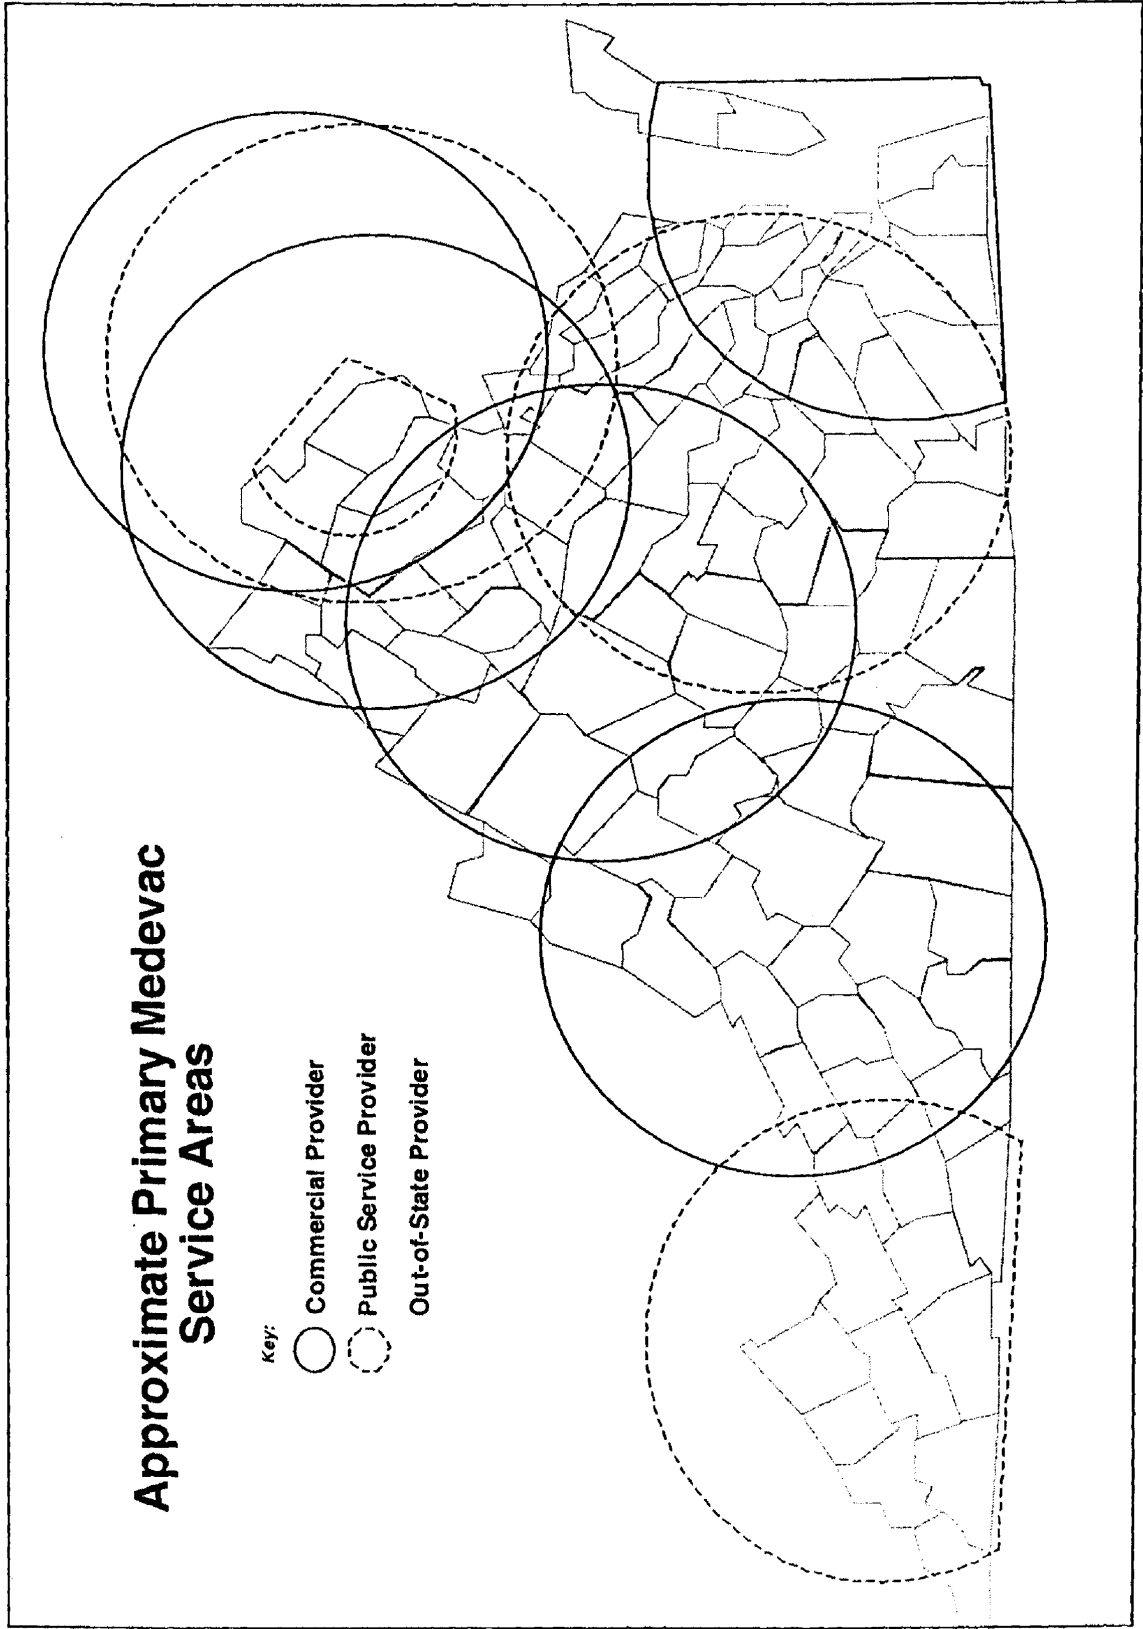 Approximate Primary Medevac
Service Areas
Key:
Commercial Provider
Public Service Provider
Out-of-State Provider